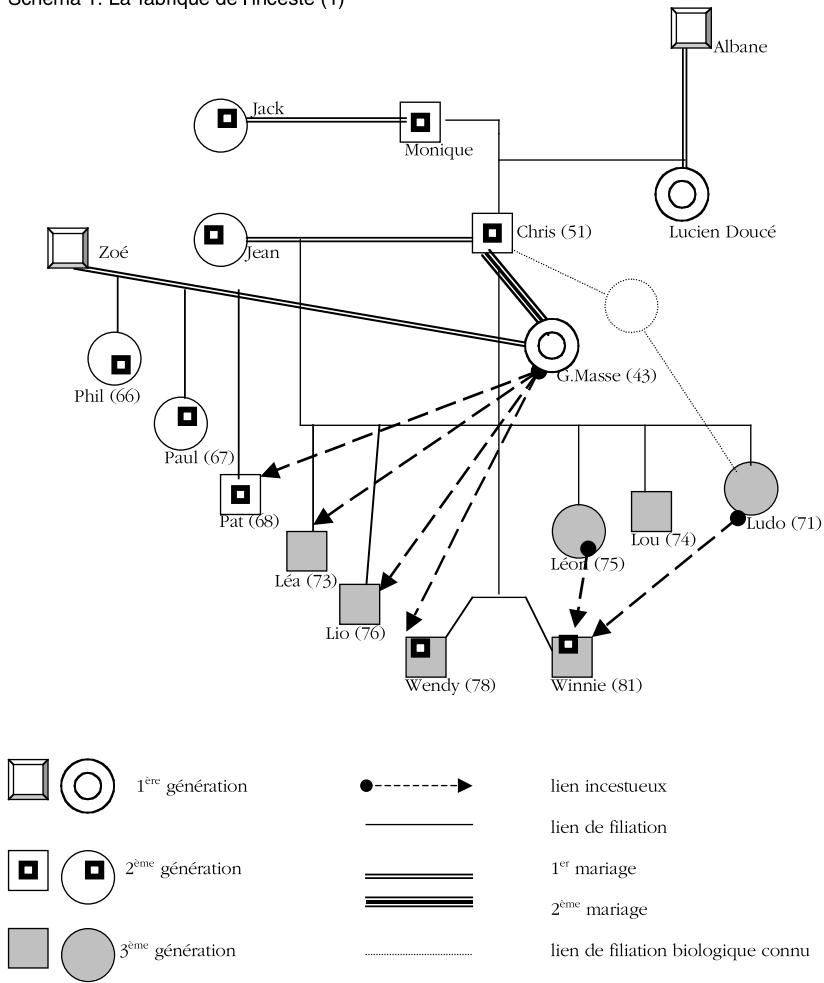 Schéma 1: La fabrique de l'inceste (1)
Albane
Jack
Monique
Lucien Doucé
Chris (51)
Jean
Zoé
G.Masse (43)
Phil (66)
Paul (67)
Pat (68)
Ludo (71)
Lou (74)
Léon (75)
Léa (73)
Lio (76)
Wendy (78)
Winnie (81)
1ère génération
lien incestueux
lien de filiation
2ème génération
1er mariage
2ème mariage
3ème génération
lien de filiation biologique connu